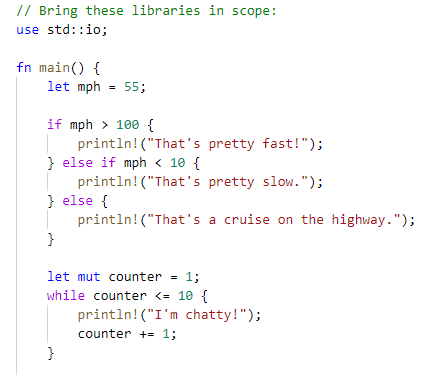 // Bring these libraries in scope:
use std::io;

fn main() {
    let mph = 55;

    if mph > 100 {
        println!("That's pretty fast!");
    } else if mph < 10 {
        println!("That's pretty slow.");
    } else {
        println!("That's a cruise on the highway.");
    }

    let mut counter = 1;
    while counter <= 10 {
        println!("I'm chatty!");
        counter += 1;
    }